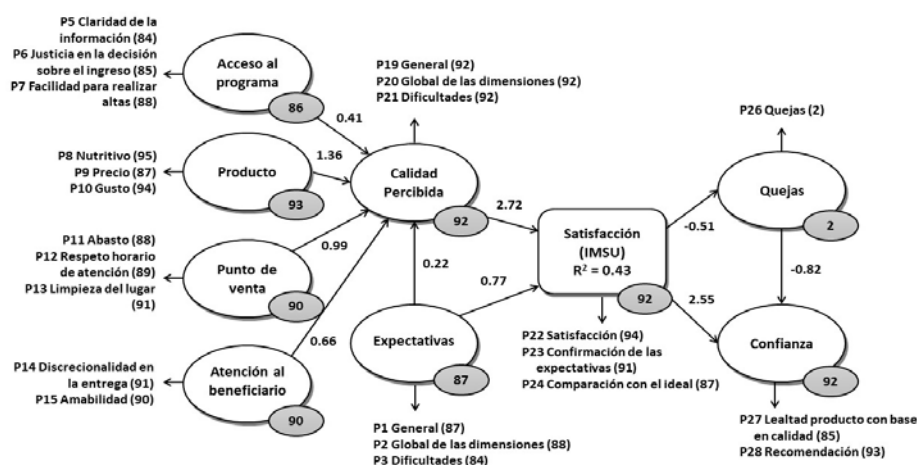 P5 Claridad de la
información (84)
P6 Justicia en la decisión
sobre el ingreso (85)
P7 Facilidad para realizar
altas (88)
Acceso al
programa
86
0.41
P19 General (92)
P20 Global de las dimensiones (92)
P21 Dificultades (92)
P26 Quejas (2)
P8 Nutritivo (95)
P9 Precio (87)
P10 Gusto (94)
Producto
93
1.36
Calidad
Percibida
92
2.72
Quejas
2
-0.51
Satisfacción
(IMSU)
R² = 0.43
92
P11 Abasto (88)
P12 Respeto horario
de atención (89)
P13 Limpieza del lugar
(91)
Punto de
venta
90
0.99
0.22
0.77
-0.82
2.55
P14 Discrecionalidad en
la entrega (91)
P15 Amabilidad (90)
Atención al
beneficiario
90
0.66
Expectativas
87
P22 Satisfacción (94)
P23 Confirmación de las
expectativas (91)
P24 Comparación con el ideal (87)
Confianza
92
P1 General (87)
P2 Global de las dimensiones (88)
P3 Dificultades (84)
P27 Lealtad producto con base
en calidad (85)
P28 Recomendación (93)